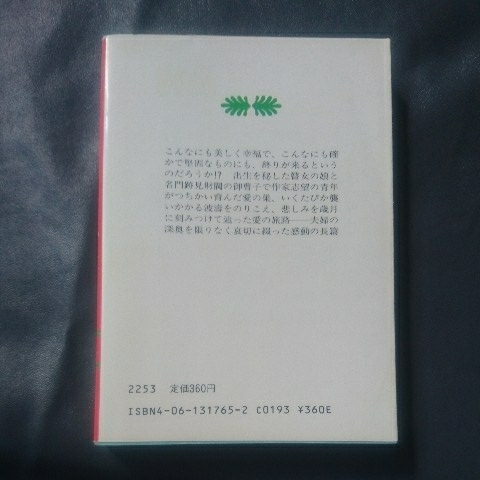 こんなにも美しく幸福で、こんなにも確
かで堅固なものにも、終りが来るという
のだろうか!? 出生を秘した瞽女の娘と
名門跡見財閥の御曹子で作家志望の青年
がつちかい育んだ愛の巣。いくたびか襲
いかかる波濤をのりこえ、悲しみを歳月
に刻みつけて辿った愛の旅路——夫婦の
深奥を限りなく哀切に綴った感動の長篇
2253 定価360円
ISBN4-06-131765-2 C0193 ¥360E